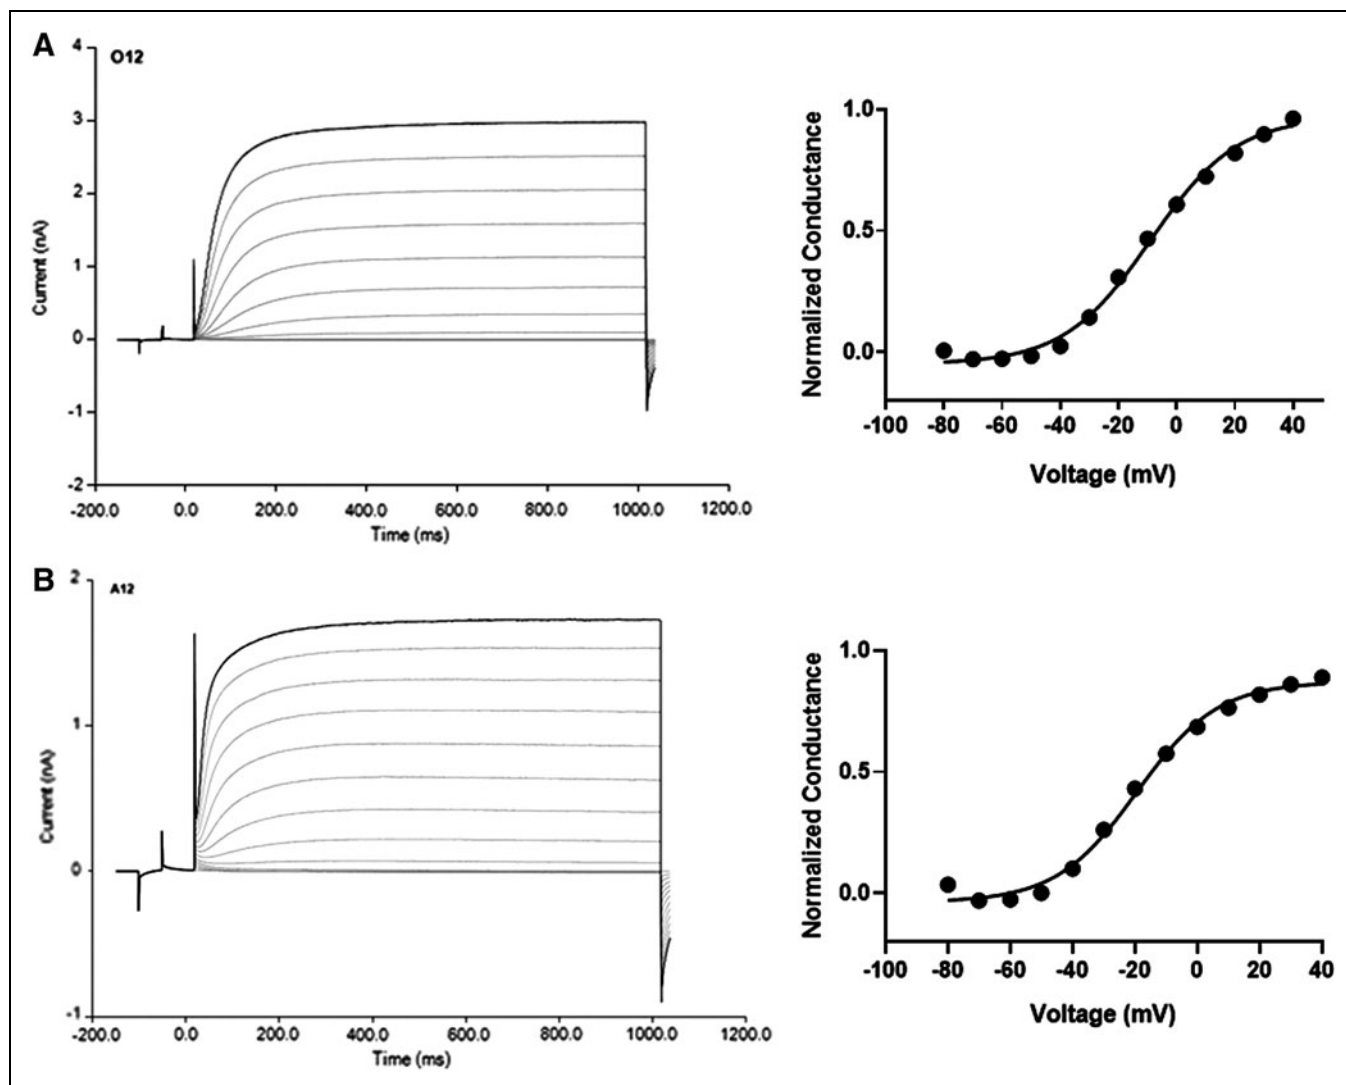 A
O12
4
3
2
1
0
-1
-2
Current (nA)
-200.0 0.0 200.0 400.0 600.0 800.0 1000.0 1200.0
Time (ms)
1.0
0.5
0.0
Normalized Conductance
-100 -80 -60 -40 -20 0 20 40
Voltage (mV)
B
A12
2
1
0
-1
Current (nA)
-200.0 0.0 200.0 400.0 600.0 800.0 1000.0 1200.0
Time (ms)
1.0
0.5
0.0
Normalized Conductance
-100 -80 -60 -40 -20 0 20 40
Voltage (mV)